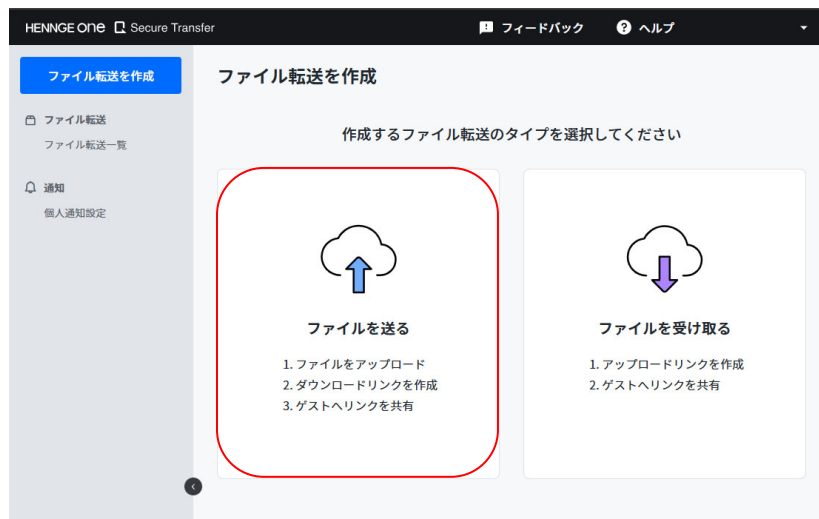 HENNGE One Secure Transfer
フィードバック
ヘルプ
ファイル転送を作成
ファイル転送
ファイル転送一覧
通知
個人通知設定
ファイル転送を作成
作成するファイル転送のタイプを選択してください
ファイルを送る
1. ファイルをアップロード
2. ダウンロードリンクを作成
3. ゲストへリンクを共有
ファイルを受け取る
1. アップロードリンクを作成
2. ゲストへリンクを共有